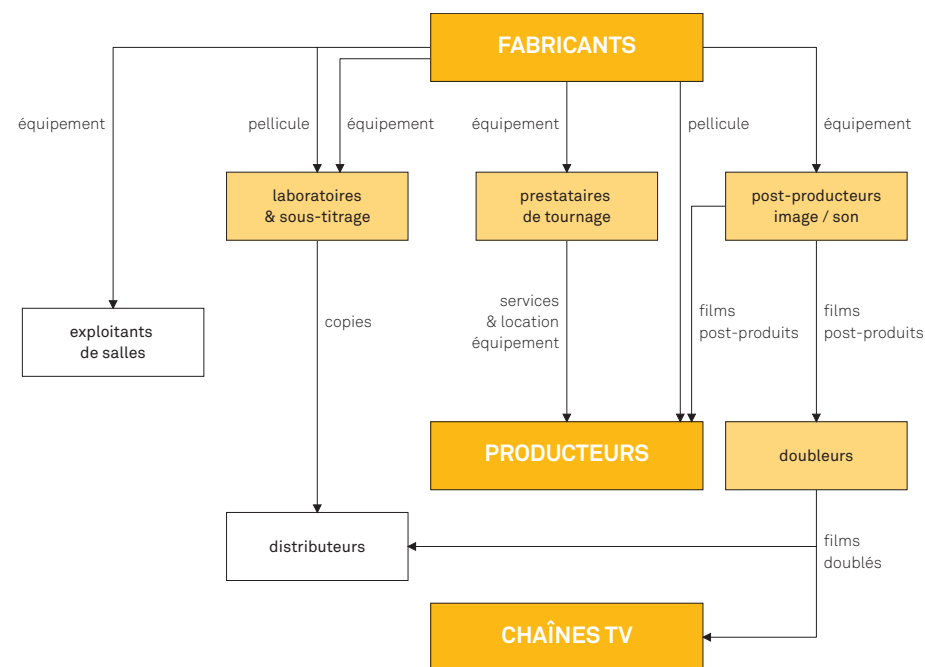 FABRICANTS
équipement
pellicule
équipement
équipement
pellicule
équipement
laboratoires
& sous-titrage
prestataires
de tournage
post-producteurs
image / son
exploitants
de salles
copies
services
& location
équipement
films
post-produits
films
post-produits
PRODUCTEURS
doubleurs
distributeurs
films
doublés
CHAÎNES TV